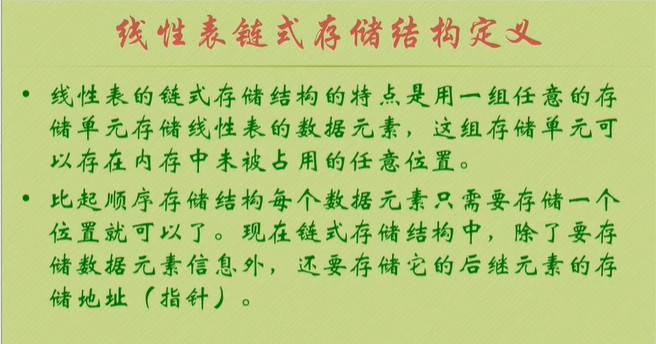 线性表链式存储结构定义
• 线性表的链式存储结构的特点是用一组任意的存
储单元存储线性表的数据元素，这组存储单元可
以存在内存中未被占用的任意位置。
• 比起顺序存储结构每个数据元素只需要存储一个
位置就可以了。现在链式存储结构中，除了要存
储数据元素信息外，还要存储它的后继元素的存
储地址（指针）。